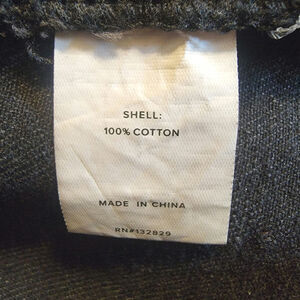 SHELL:
100% COTTON
MADE IN CHINA
RN#132829